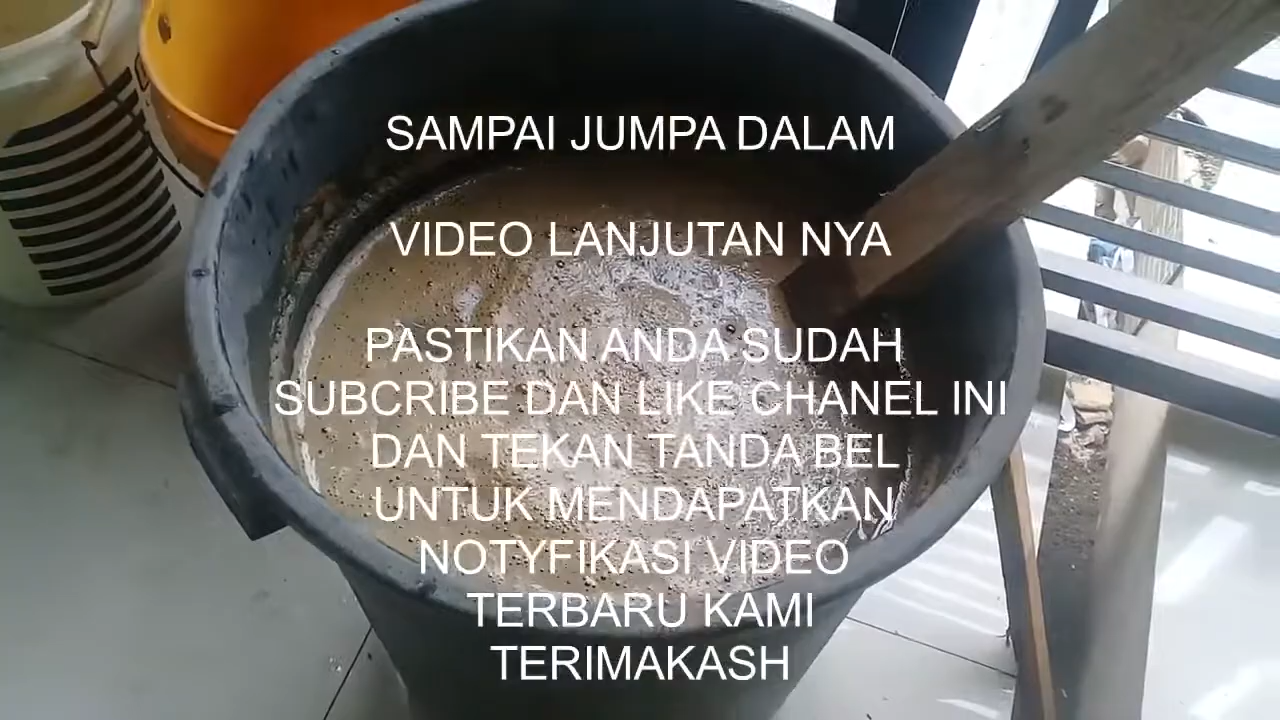 SAMPAI JUMPA DALAM
VIDEO LANJUTAN NYA
PASTIKAN ANDA SUDAH
SUBCRIBE DAN LIKE CHANEL INI
DAN TEKAN TANDA BEL
UNTUK MENDAPATKAN
NOTYFIKASI VIDEO
TERBARU KAMI
TERIMAKASH